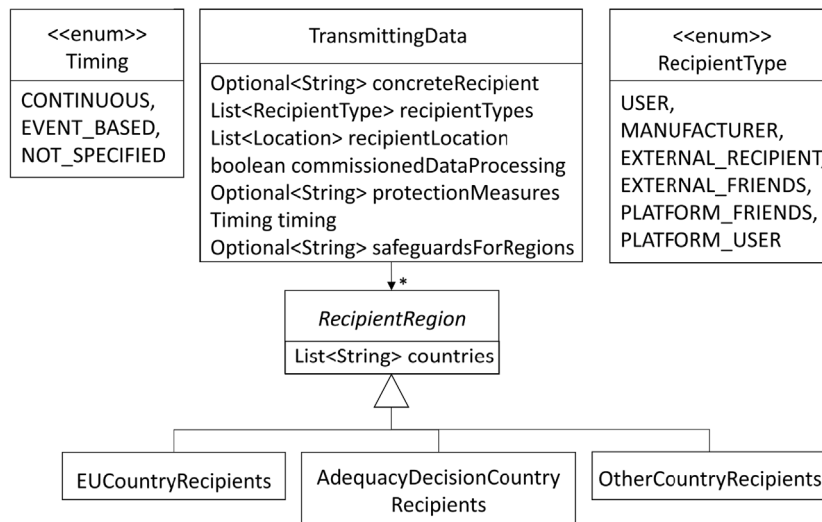 <<enum>>
Timing
CONTINUOUS,
EVENT_BASED,
NOT_SPECIFIED
TransmittingData
Optional<String> concreteRecipient
List<RecipientType> recipientTypes
List<Location> recipientLocation
boolean commissionedDataProcessing
Optional<String> protectionMeasures
Timing timing
Optional<String> safeguardsForRegions
<<enum>>
RecipientType
USER,
MANUFACTURER,
EXTERNAL_RECIPIENT,
EXTERNAL_FRIENDS,
PLATFORM_FRIENDS,
PLATFORM_USER
*
RecipientRegion
List<String> countries
EUCountryRecipients
AdequacyDecisionCountry
Recipients
OtherCountryRecipients